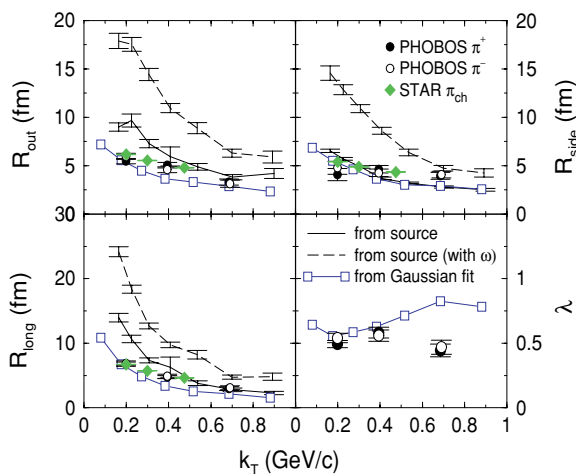 20
15
10
5
30
20
10
0
R_out (fm)
R_long (fm)
PHOBOS π+
PHOBOS π−
STAR π_ch
20
15
10
5
0
R_side (fm)
from source
from source (with ω)
from Gaussian fit
1
0.5
0
λ
0 0.2 0.4 0.6 0.8
0 0.2 0.4 0.6 0.8 1
k_T (GeV/c)